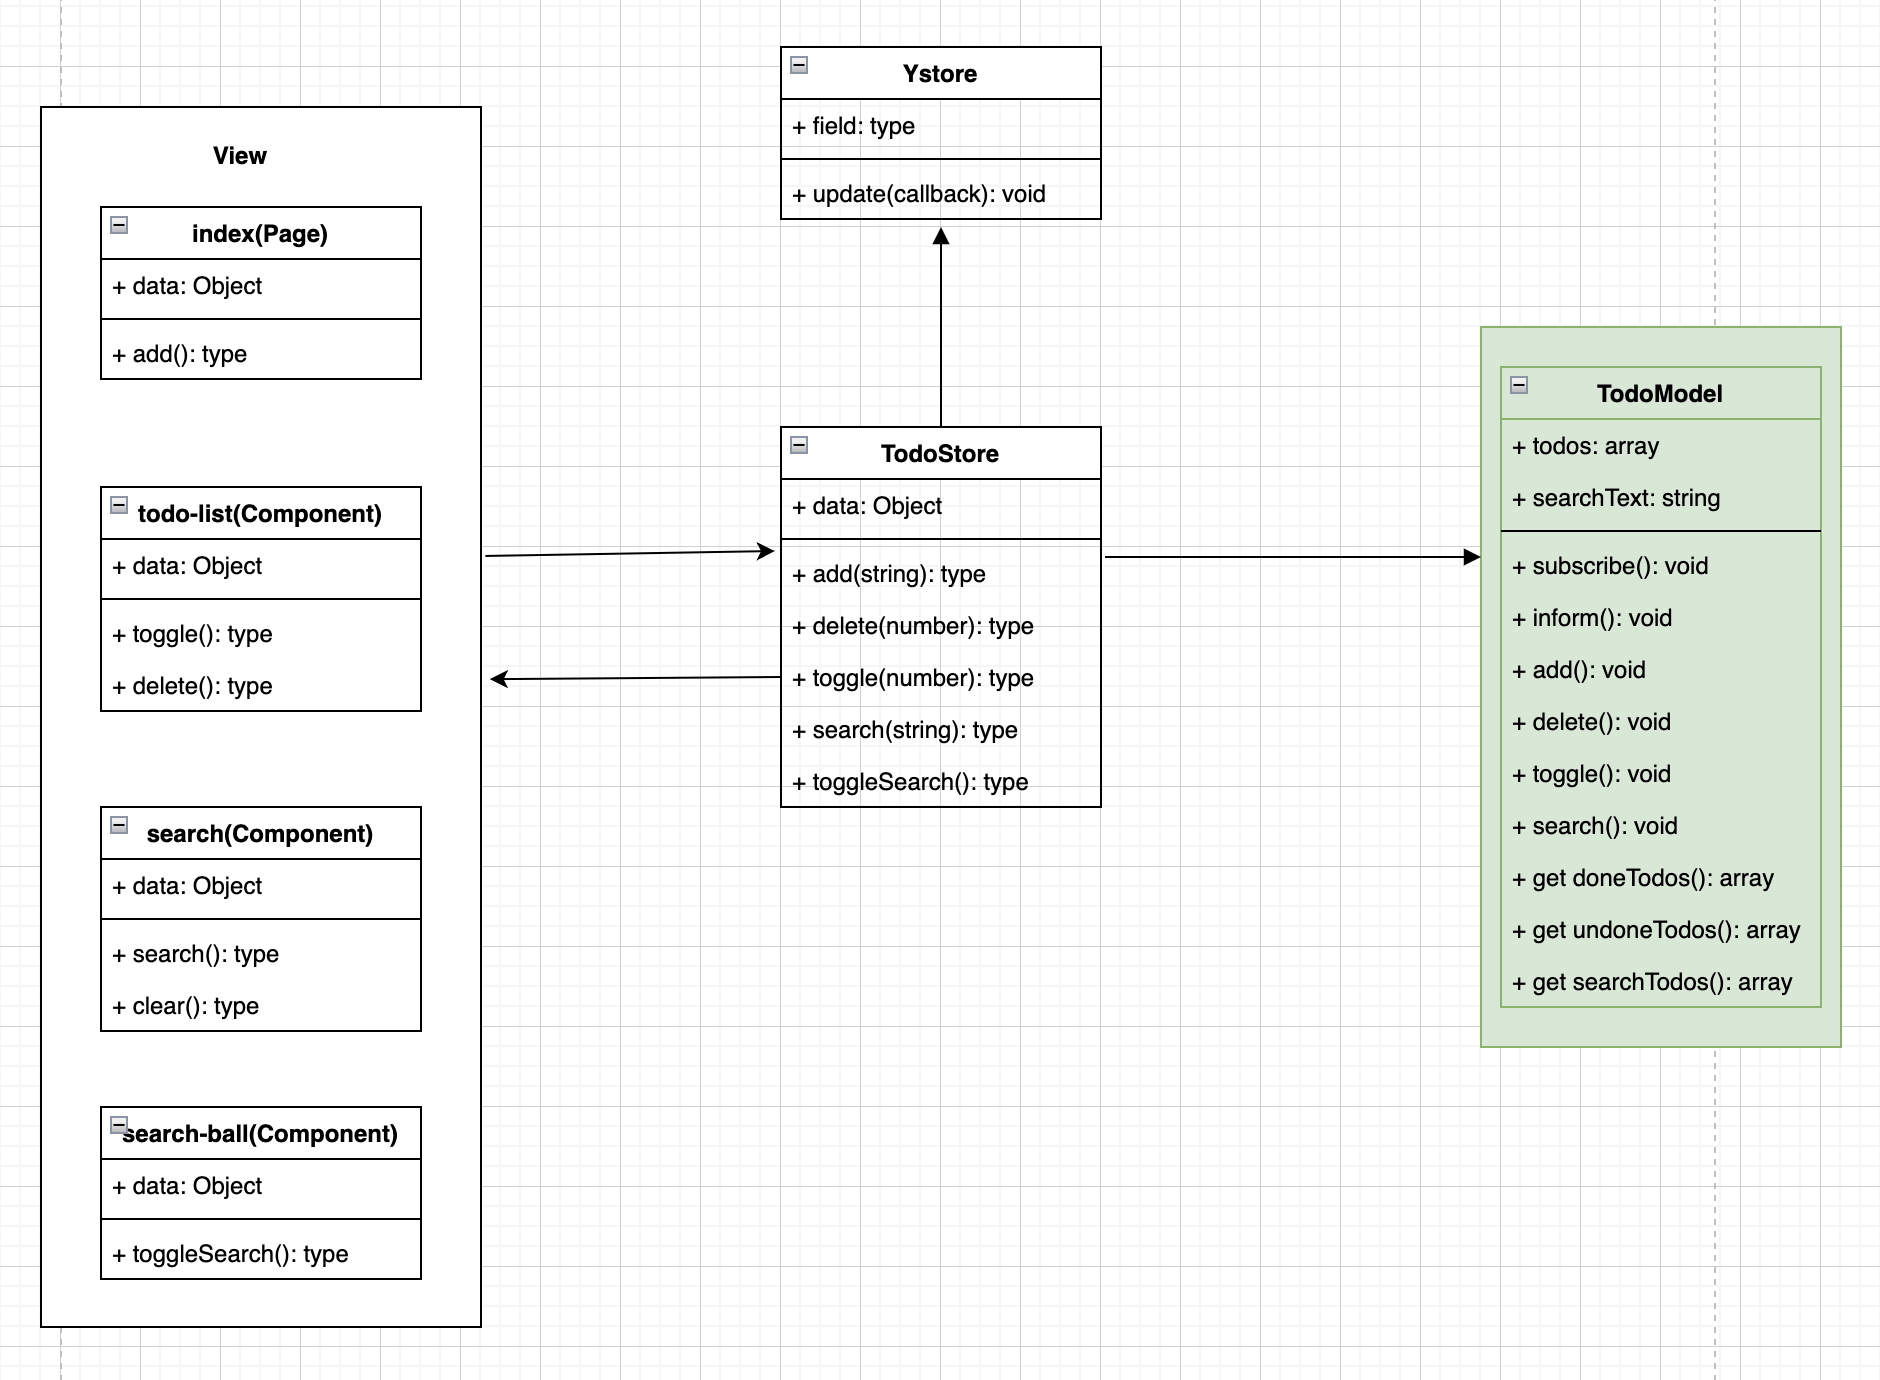 View
index(Page)
+ data: Object
+ add(): type
todo-list(Component)
+ data: Object
+ toggle(): type
+ delete(): type
search(Component)
+ data: Object
+ search(): type
+ clear(): type
search-ball(Component)
+ data: Object
+ toggleSearch(): type
Ystore
+ field: type
+ update(callback): void
TodoStore
+ data: Object
+ add(string): type
+ delete(number): type
+ toggle(number): type
+ search(string): type
+ toggleSearch(): type
TodoModel
+ todos: array
+ searchText: string
+ subscribe(): void
+ inform(): void
+ add(): void
+ delete(): void
+ toggle(): void
+ search(): void
+ get doneTodos(): array
+ get undoneTodos(): array
+ get searchTodos(): array